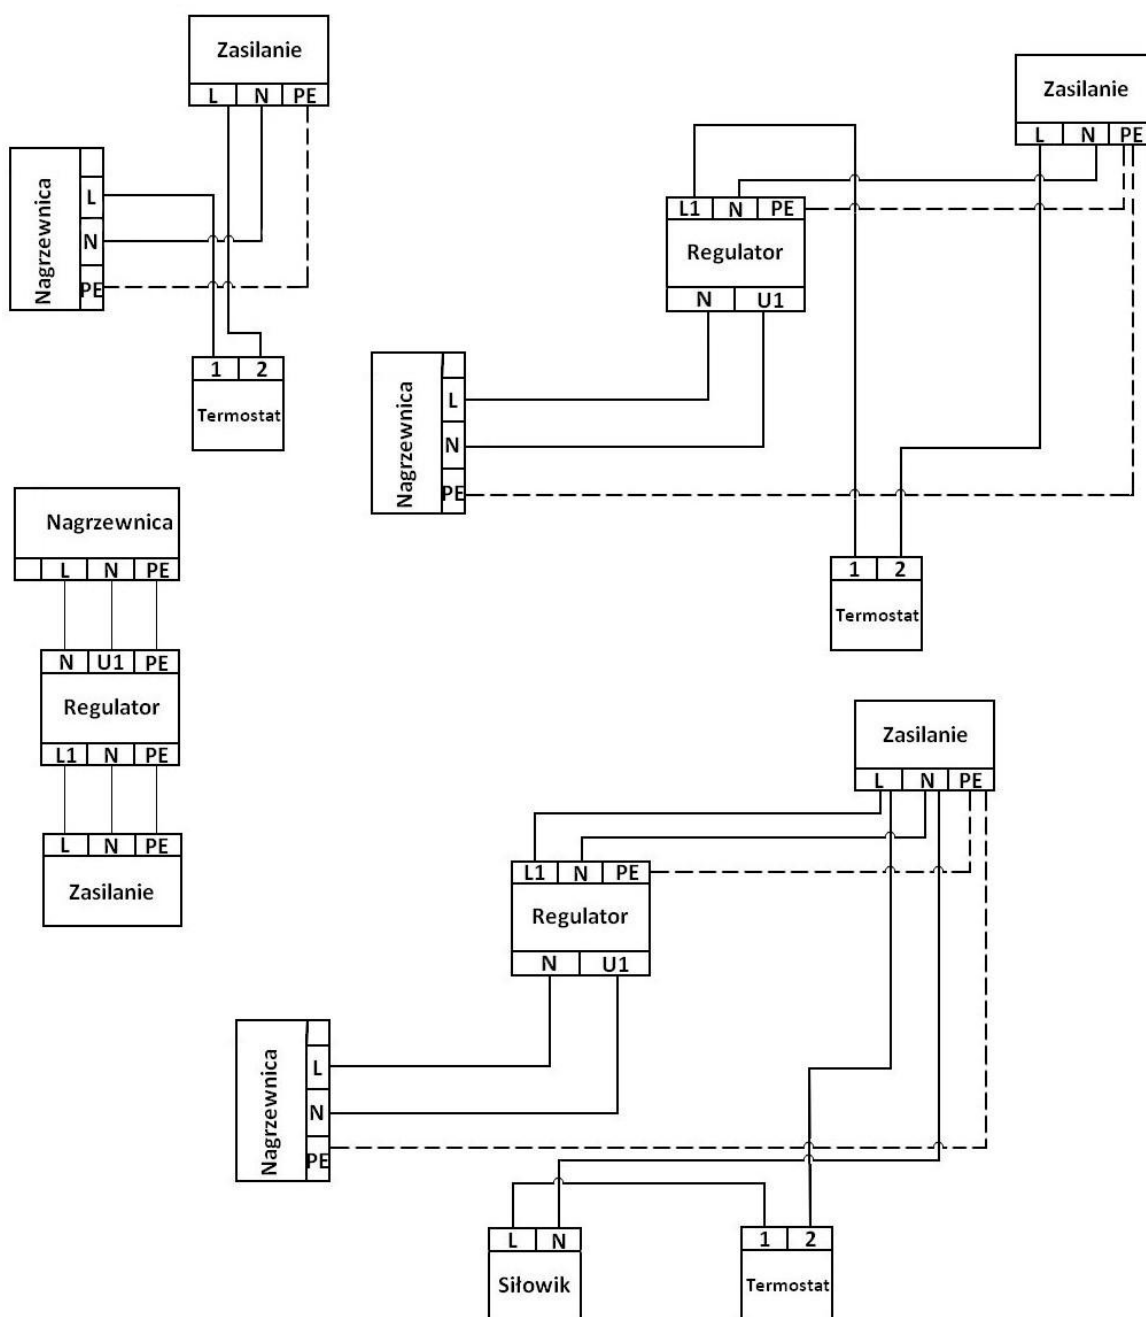 Zasilanie
L N PE
Nagrzewnica
L
N
PE
1 2
Termostat
Zasilanie
L N PE
L1 N PE
Regulator
N U1
Nagrzewnica
L
N
PE
1 2
Termostat
Nagrzewnica
L N PE
N U1 PE
Regulator
L1 N PE
L N PE
Zasilanie
Zasilanie
L N PE
L1 N PE
Regulator
N U1
Nagrzewnica
L
N
PE
L N
Siłowik
1 2
Termostat